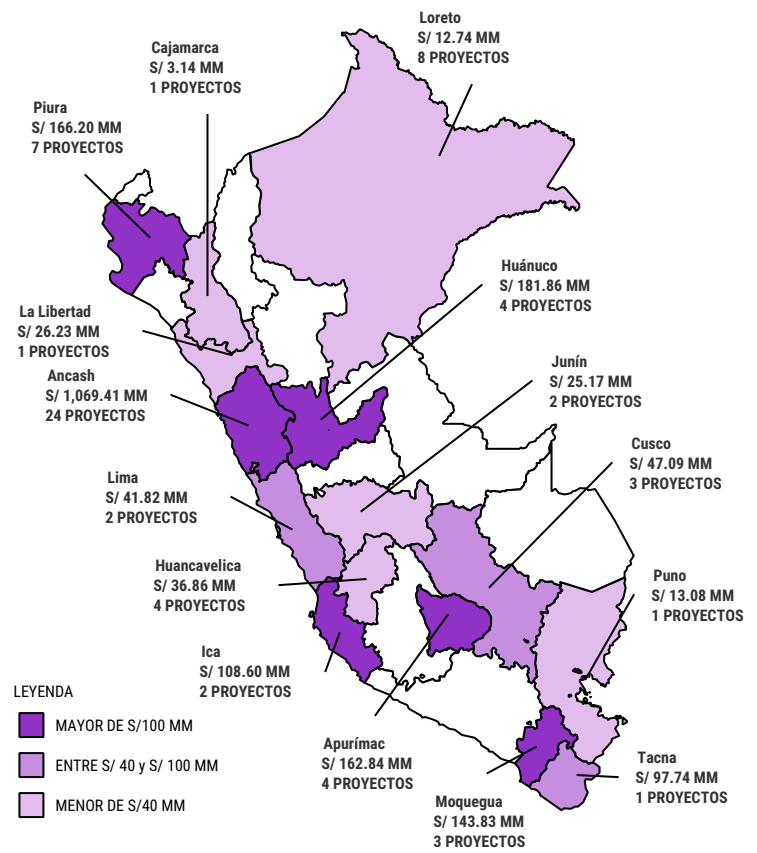 Loreto
S/ 12.74 MM
8 PROYECTOS
Cajamarca
S/ 3.14 MM
1 PROYECTOS
Piura
S/ 166.20 MM
7 PROYECTOS
Huánuco
S/ 181.86 MM
4 PROYECTOS
La Libertad
S/ 26.23 MM
1 PROYECTOS
Ancash
S/ 1,069.41 MM
24 PROYECTOS
Junín
S/ 25.17 MM
2 PROYECTOS
Cusco
S/ 47.09 MM
3 PROYECTOS
Lima
S/ 41.82 MM
2 PROYECTOS
Huancavelica
S/ 36.86 MM
4 PROYECTOS
Puno
S/ 13.08 MM
1 PROYECTOS
Ica
S/ 108.60 MM
2 PROYECTOS
LEYENDA
MAYOR DE S/100 MM
ENTRE S/ 40 y S/ 100 MM
MENOR DE S/40 MM
Apurímac
S/ 162.84 MM
4 PROYECTOS
Tacna
S/ 97.74 MM
1 PROYECTOS
Moquegua
S/ 143.83 MM
3 PROYECTOS